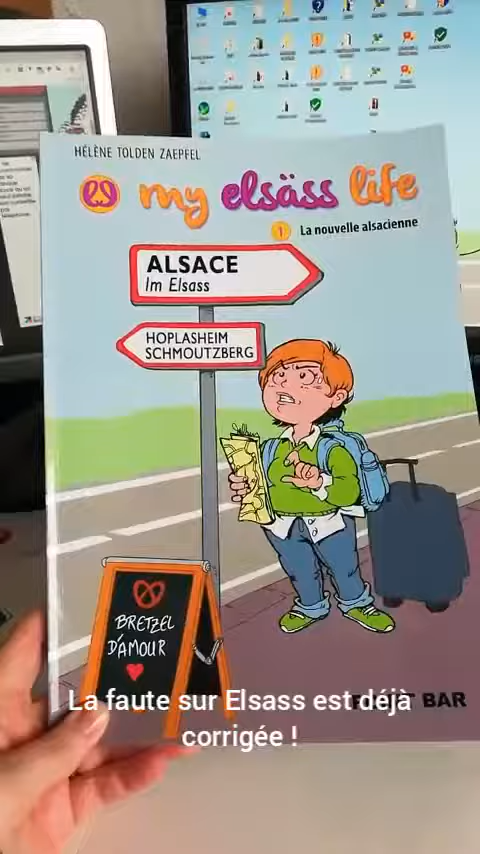 HÉLÈNE TOLDEN ZAEPFEL
my elsäss life
1 La nouvelle alsacienne
ALSACE
Im Elsass
HOPLASHEIM
SCHMOUTZBERG
BRETZEL
D'AMOUR
BAR
La faute sur Elsass est déjà
corrigée !